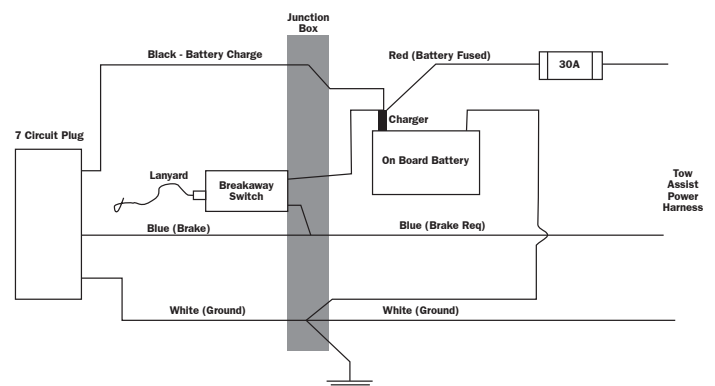 Junction
Box
Black - Battery Charge
Red (Battery Fused)
30A
Charger
7 Circuit Plug
On Board Battery
Lanyard
Breakaway
Switch
Tow
Assist
Power
Harness
Blue (Brake)
Blue (Brake Req)
White (Ground)
White (Ground)